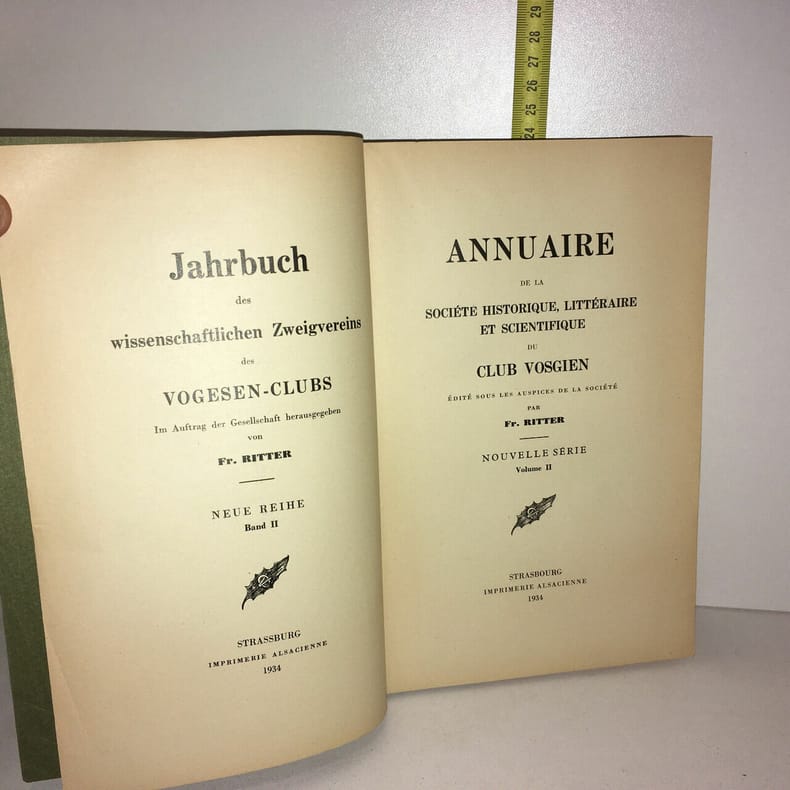 Jahrbuch
des
wissenschaftlichen Zweigvereins
des
VOGESEN-CLUBS
Im Auftrag der Gesellschaft herausgegeben
von
Fr. RITTER
NEUE REIHE
Band II
STRASSBURG
IMPRIMERIE ALSACIENNE
1934
ANNUAIRE
DE LA
SOCIÉTE HISTORIQUE, LITTÉRAIRE
ET SCIENTIFIQUE
DU
CLUB VOSGIEN
ÉDITÉ SOUS LES AUSPICES DE LA SOCIÉTÉ
PAR
Fr. RITTER
NOUVELLE SÉRIE
Volume II
STRASBOURG
IMPRIMERIE ALSACIENNE
1934
29
28
27
26
25
24